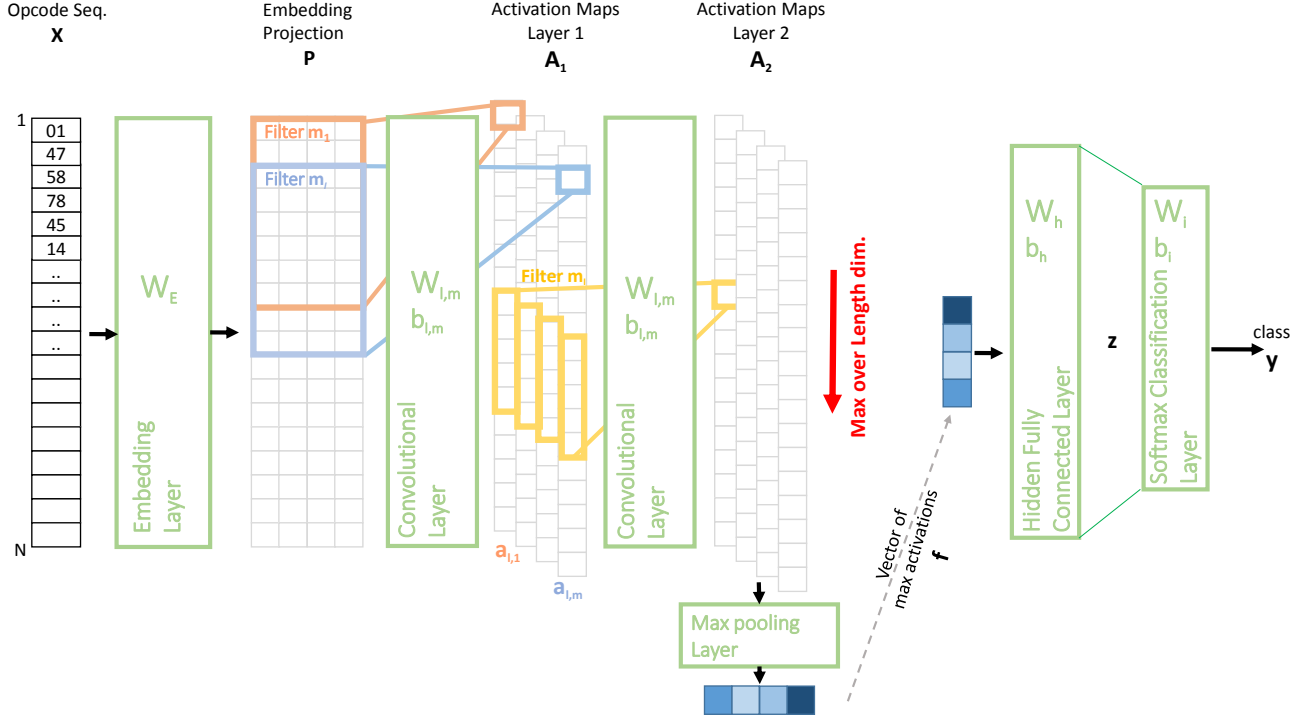 Opcode Seq.
X
Embedding
Projection
P
Activation Maps
Layer 1
A1
Activation Maps
Layer 2
A2
1
01
47
58
78
45
14
..
..
..
..
N
WE
Embedding
Layer
Filter m1
Filter mi
Wl,m
bl,m
Convolutional
Layer
al,1
al,m
Filter mi
Wl,m
bl,m
Convolutional
Layer
Max over Length dim.
Max pooling
Layer
Vector of
max activations
f
Wh
bh
Hidden Fully
Connected Layer
z
Wi
bi
Softmax Classification
Layer
class
y